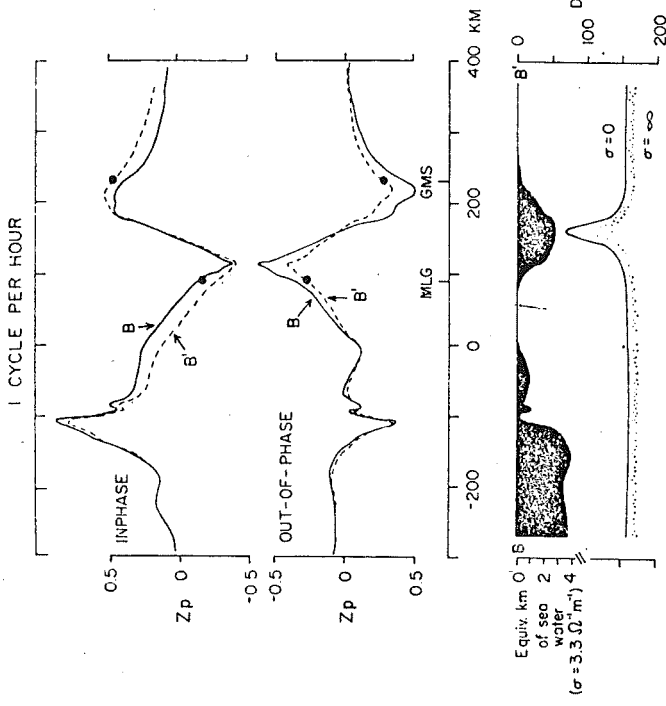 1 CYCLE PER HOUR
INPHASE
B
B'
0.5
Zp
0
-0.5
OUT-OF-PHASE
B
B'
-0.5
Zp
0
0.5
-200
0
MLG
200
GMS
400 KM
S
B'
Equiv. km
of sea
water
(σ = 3.3 Ω⁻¹m⁻¹)
0
2
4
0
100
200
D
σ = 0
σ = ∞